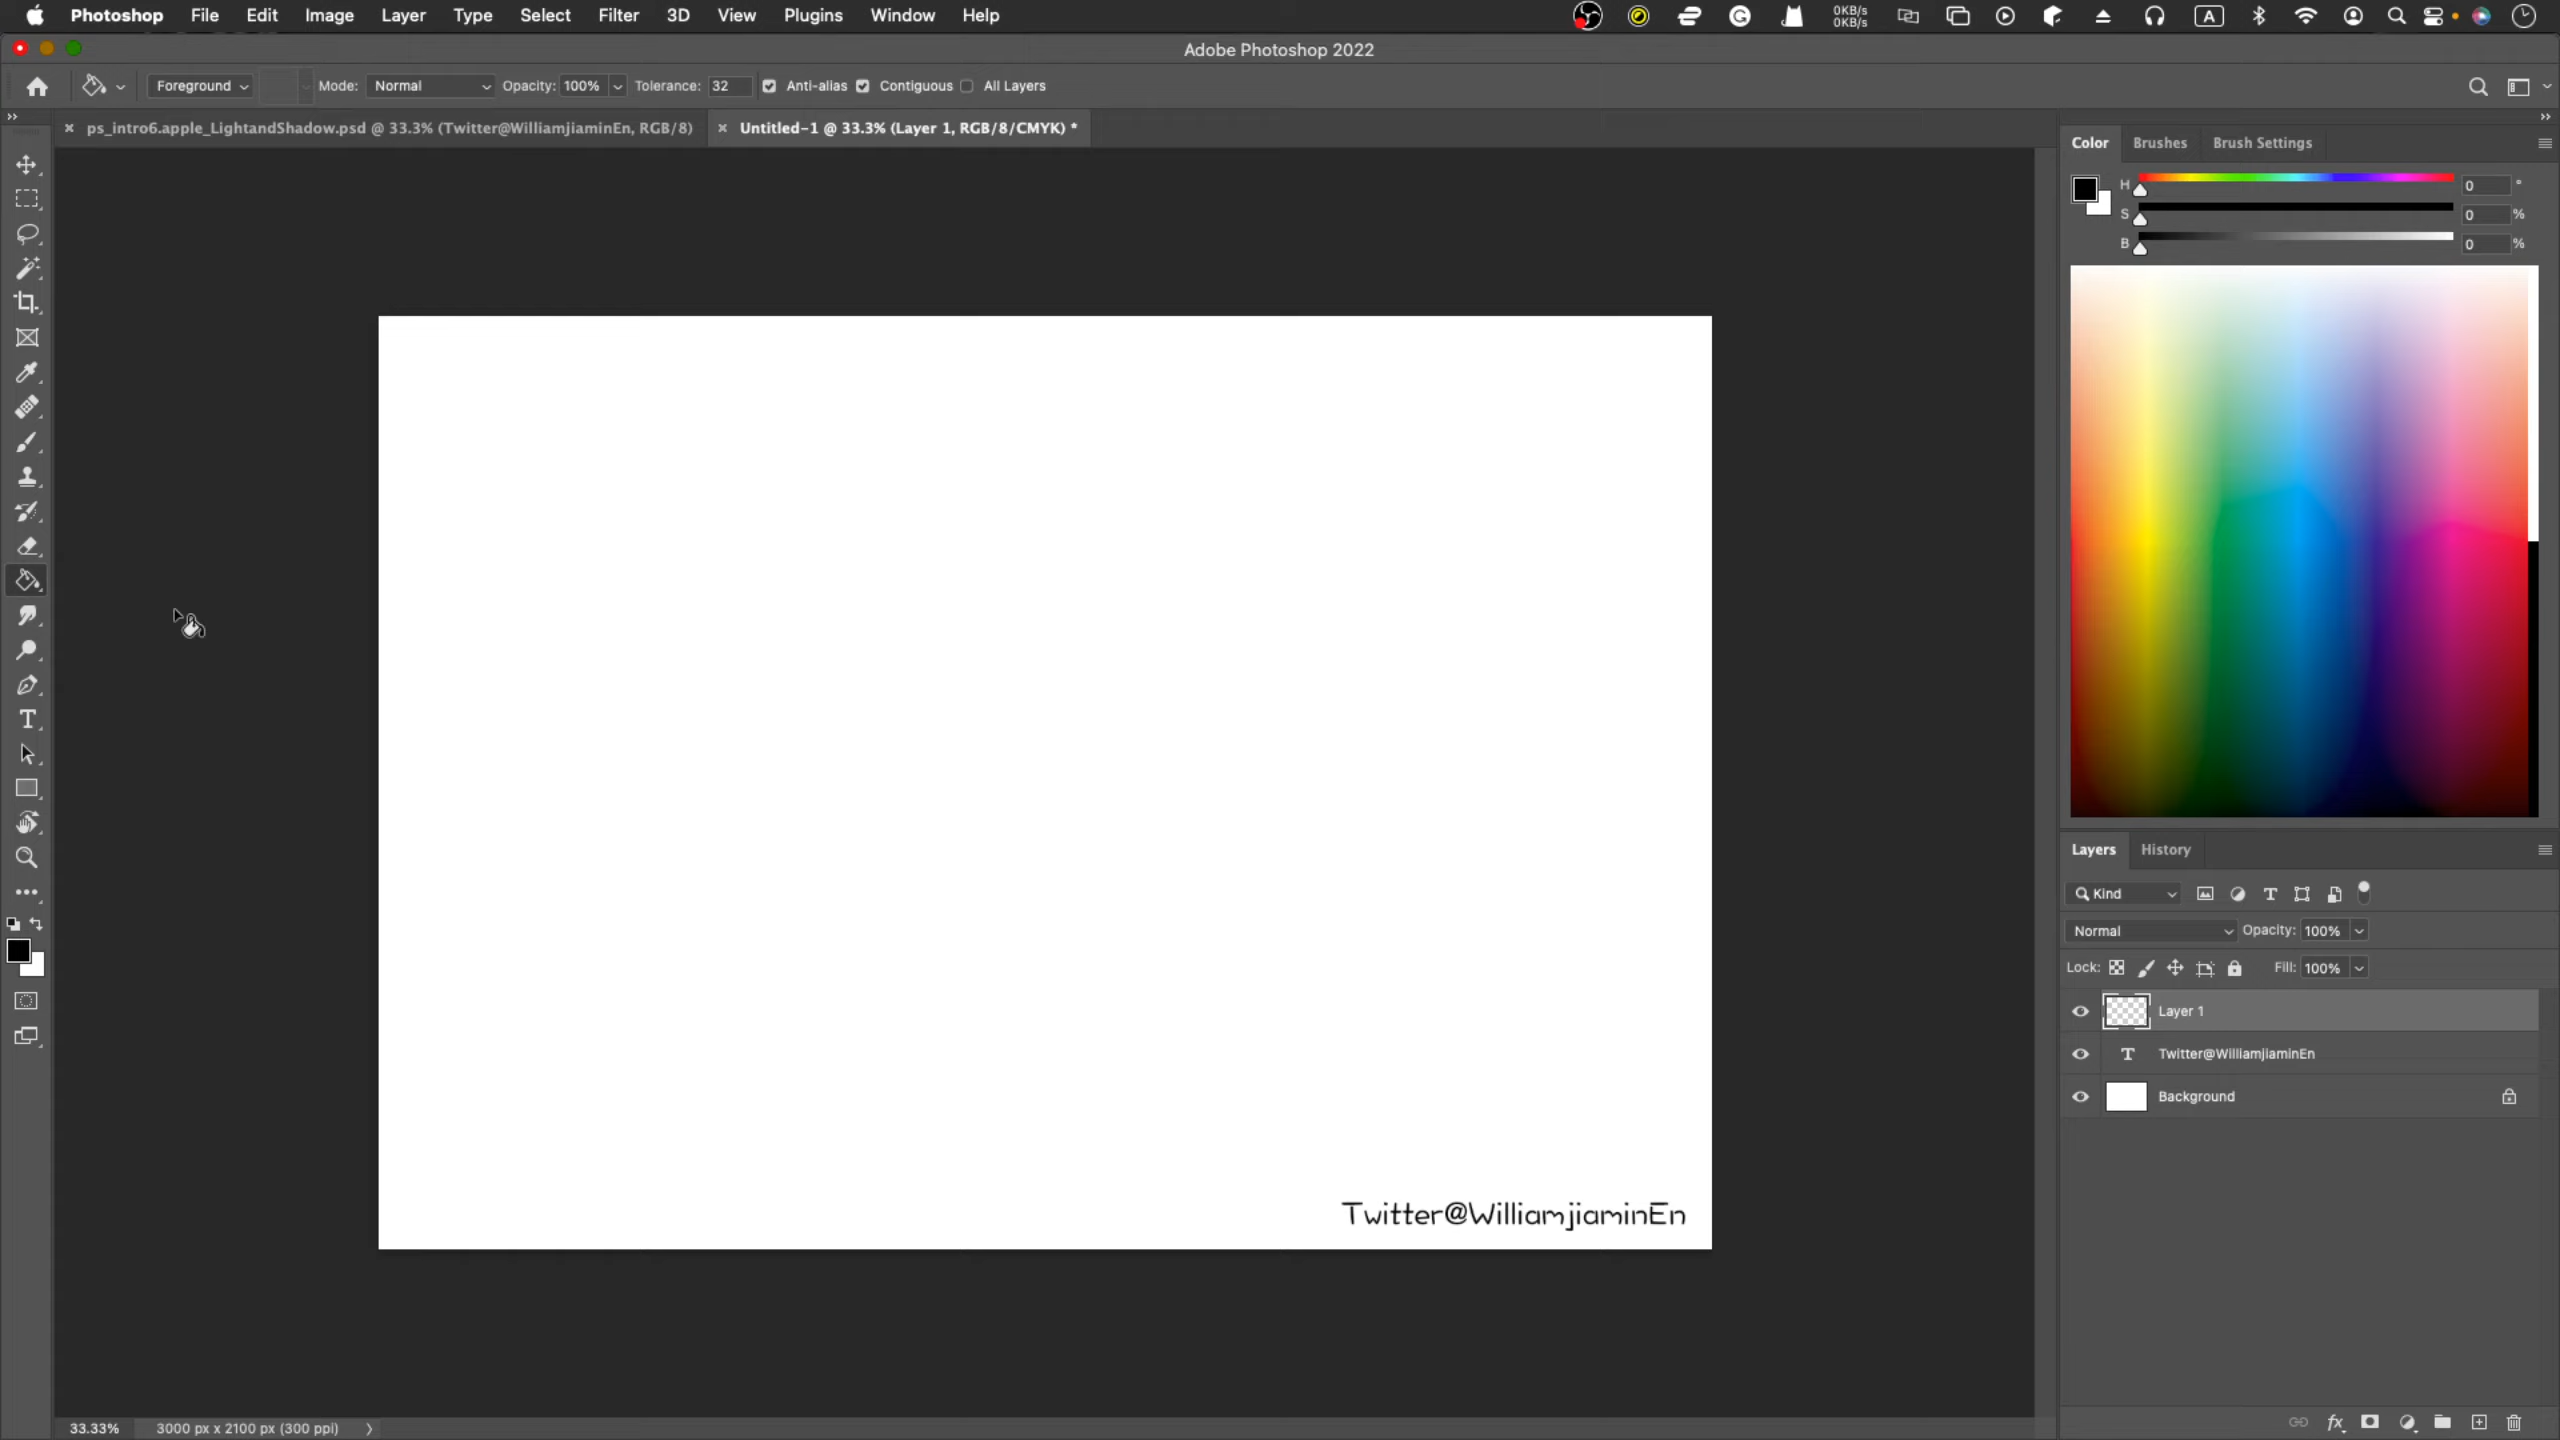 Photoshop File Edit Image Layer Type Select Filter 3D View Plugins Window Help 0KB/s A
0KB/s
Adobe Photoshop 2022
Foreground Mode: Normal Opacity: 100% Tolerance: 32 Anti-alias Contiguous All Layers
ps_intro6.apple_LightandShadow.psd @ 33.3% (Twitter@WilliamjiaminEn, RGB/8) Untitled-1 @ 33.3% (Layer 1, RGB/8/CMYK) *
Color Brushes Brush Settings
H 0 °
S 0 %
B 0 %
Layers History
Kind
Normal Opacity: 100%
Lock: Fill: 100%
Layer 1
T Twitter@WilliamjiaminEn
Background
Twitter@WilliamjiaminEn
33.33% 3000 px x 2100 px (300 ppi)
fx